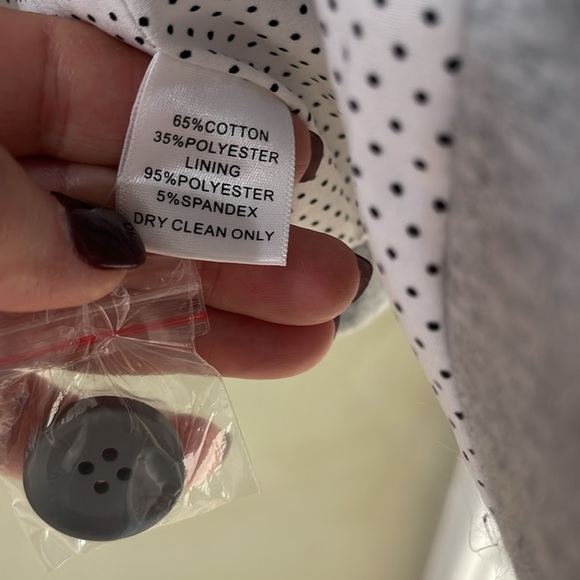 65%COTTON
35%POLYESTER
LINING
95%POLYESTER
5%SPANDEX
DRY CLEAN ONLY